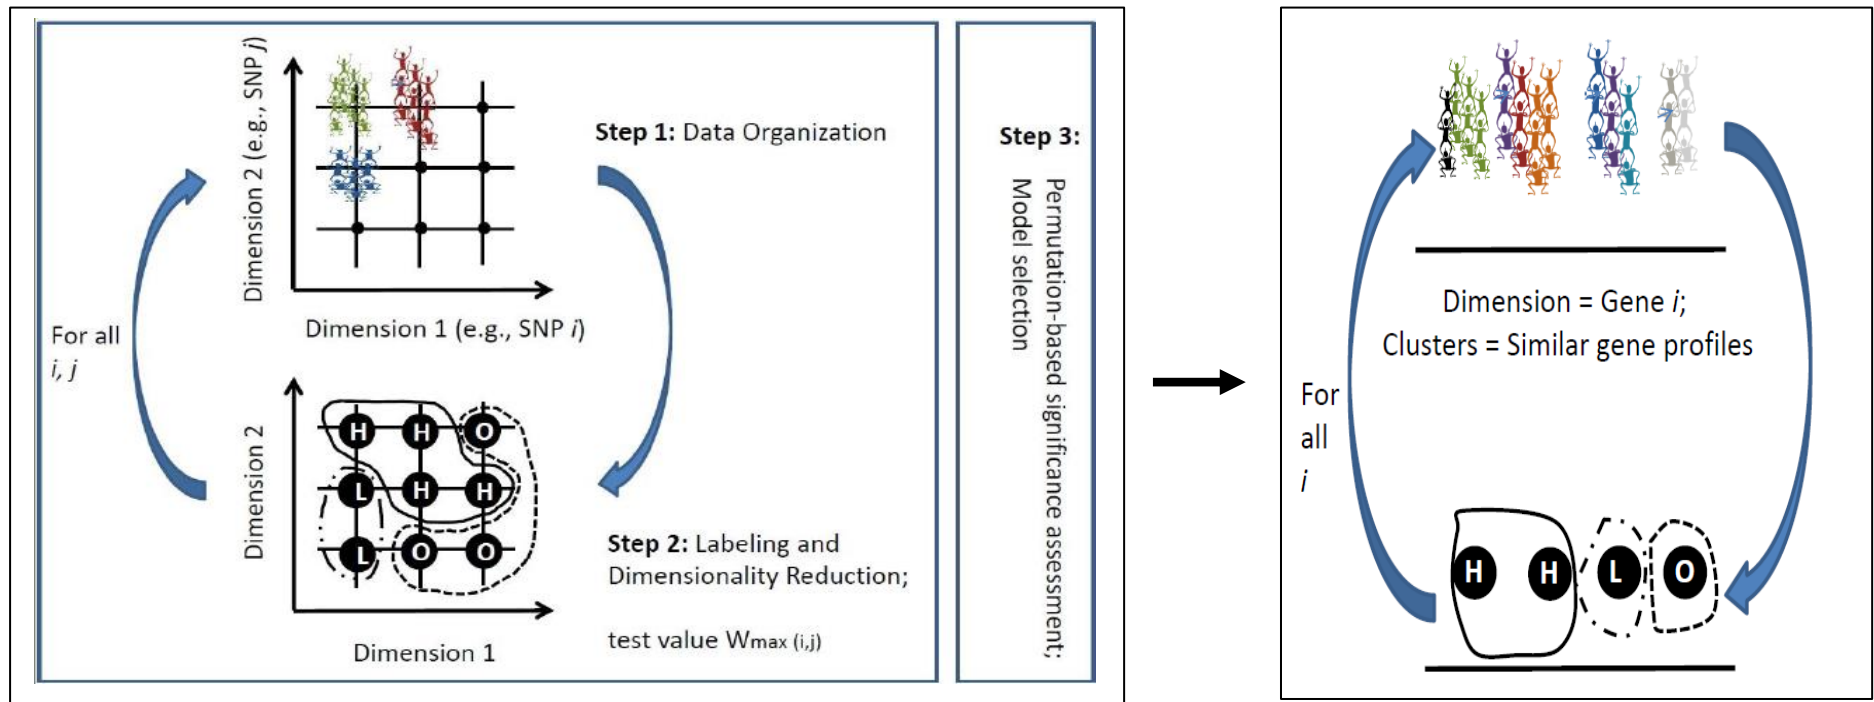 Dimension 2 (e.g., SNP j)
Dimension 1 (e.g., SNP i)
For all
i, j
Step 1: Data Organization
H H O
L H H
L O O
Dimension 2
Dimension 1
Step 2: Labeling and
Dimensionality Reduction;
test value Wmax (i,j)
Step 3:
Permutation-based significance assessment;
Model selection
Dimension = Gene i;
Clusters = Similar gene profiles
For
all
i
H H L O